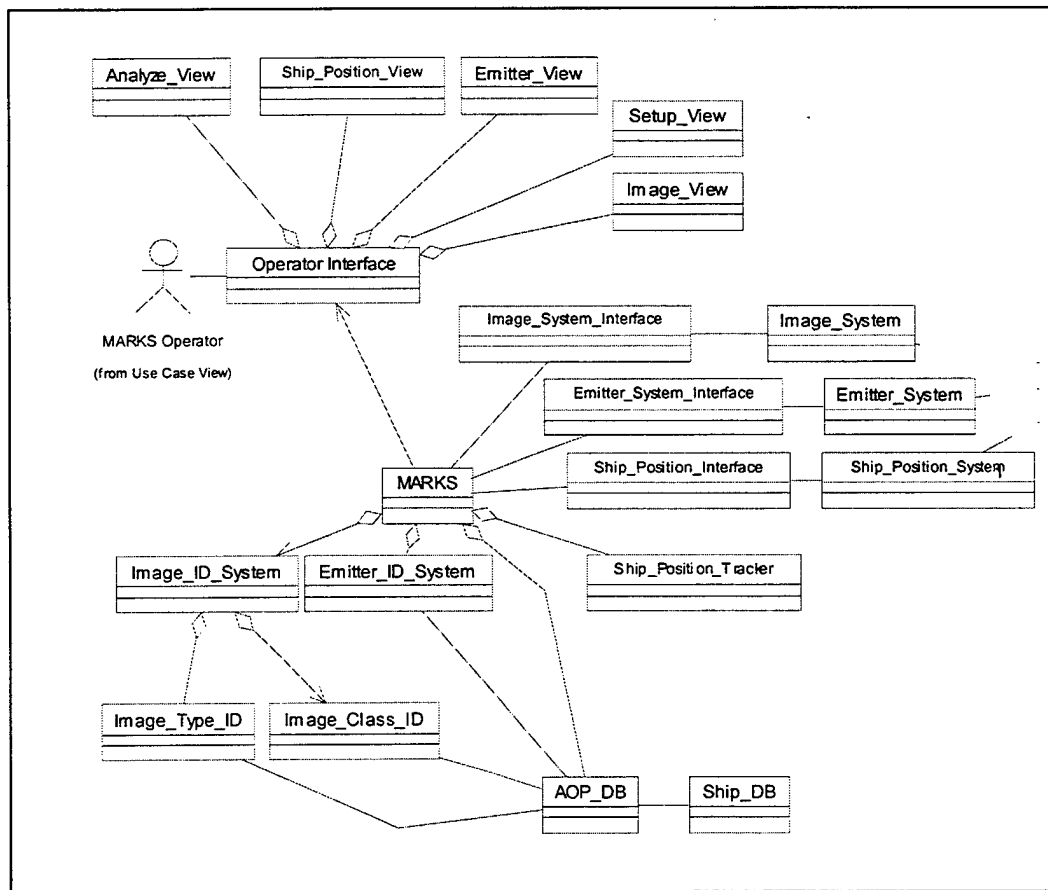 Analyze_View
Ship_Position_View
Emitter_View
Setup_View
Image_View
Operator Interface
MARKS Operator
(from Use Case View)
Image_System_Interface
Image_System
Emitter_System_Interface
Emitter_System
MARKS
Ship_Position_Interface
Ship_Position_System
Image_ID_System
Emitter_ID_System
Ship_Position_Tracker
Image_Type_ID
Image_Class_ID
AOP_DB
Ship_DB